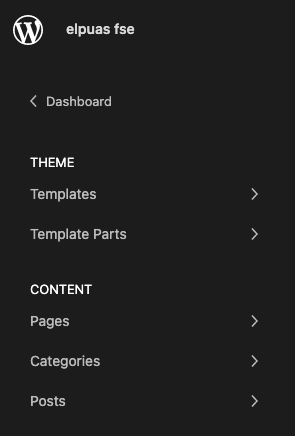 elpuas fse
Dashboard
THEME
Templates
Template Parts
CONTENT
Pages
Categories
Posts